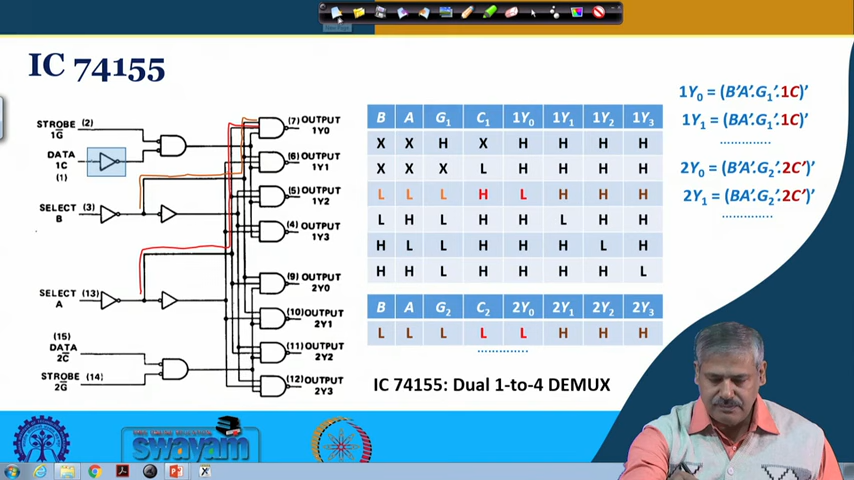 IC 74155
STROBE (2)
1G̅
DATA
1C
(1)
SELECT (3)
B
SELECT (13)
A
(15)
DATA
2C̅
STROBE (14)
2G̅
(7) OUTPUT
1Y0
(6) OUTPUT
1Y1
(5) OUTPUT
1Y2
(4) OUTPUT
1Y3
(9) OUTPUT
2Y0
(10) OUTPUT
2Y1
(11) OUTPUT
2Y2
(12) OUTPUT
2Y3
B A G1 C1 1Y0 1Y1 1Y2 1Y3
X X H X H H H H
X X X L H H H H
L L L H L H H H
L H L H H L H H
H L L H H H L H
H H L H H H H L
B A G2 C2 2Y0 2Y1 2Y2 2Y3
L L L L L H H H
.............
IC 74155: Dual 1-to-4 DEMUX
1Y0 = (B'A'.G1'.1C)'
1Y1 = (BA'.G1'.1C)'
.............
2Y0 = (B'A'.G2'.2C')'
2Y1 = (BA'.G2'.2C')'
.............
swayam